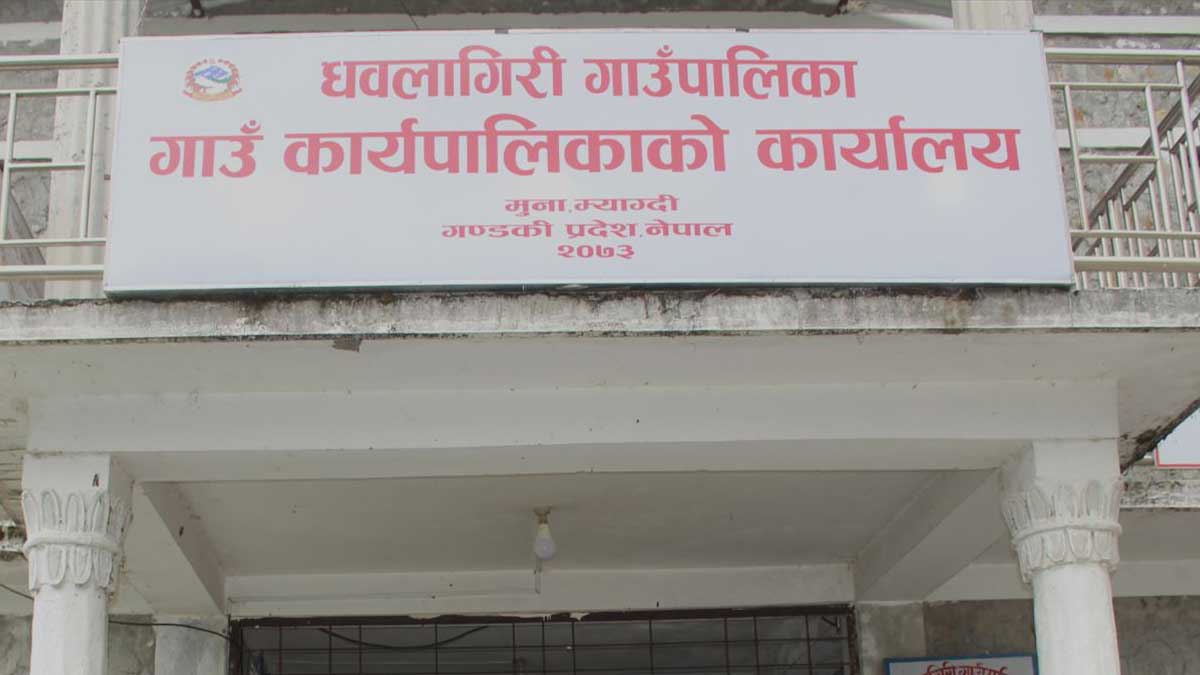 धवलागिरी गाउँपालिका
गाउँ कार्यपालिकाको कार्यालय
मुना,म्याग्दी
गण्डकी प्रदेश,नेपाल
२०७३